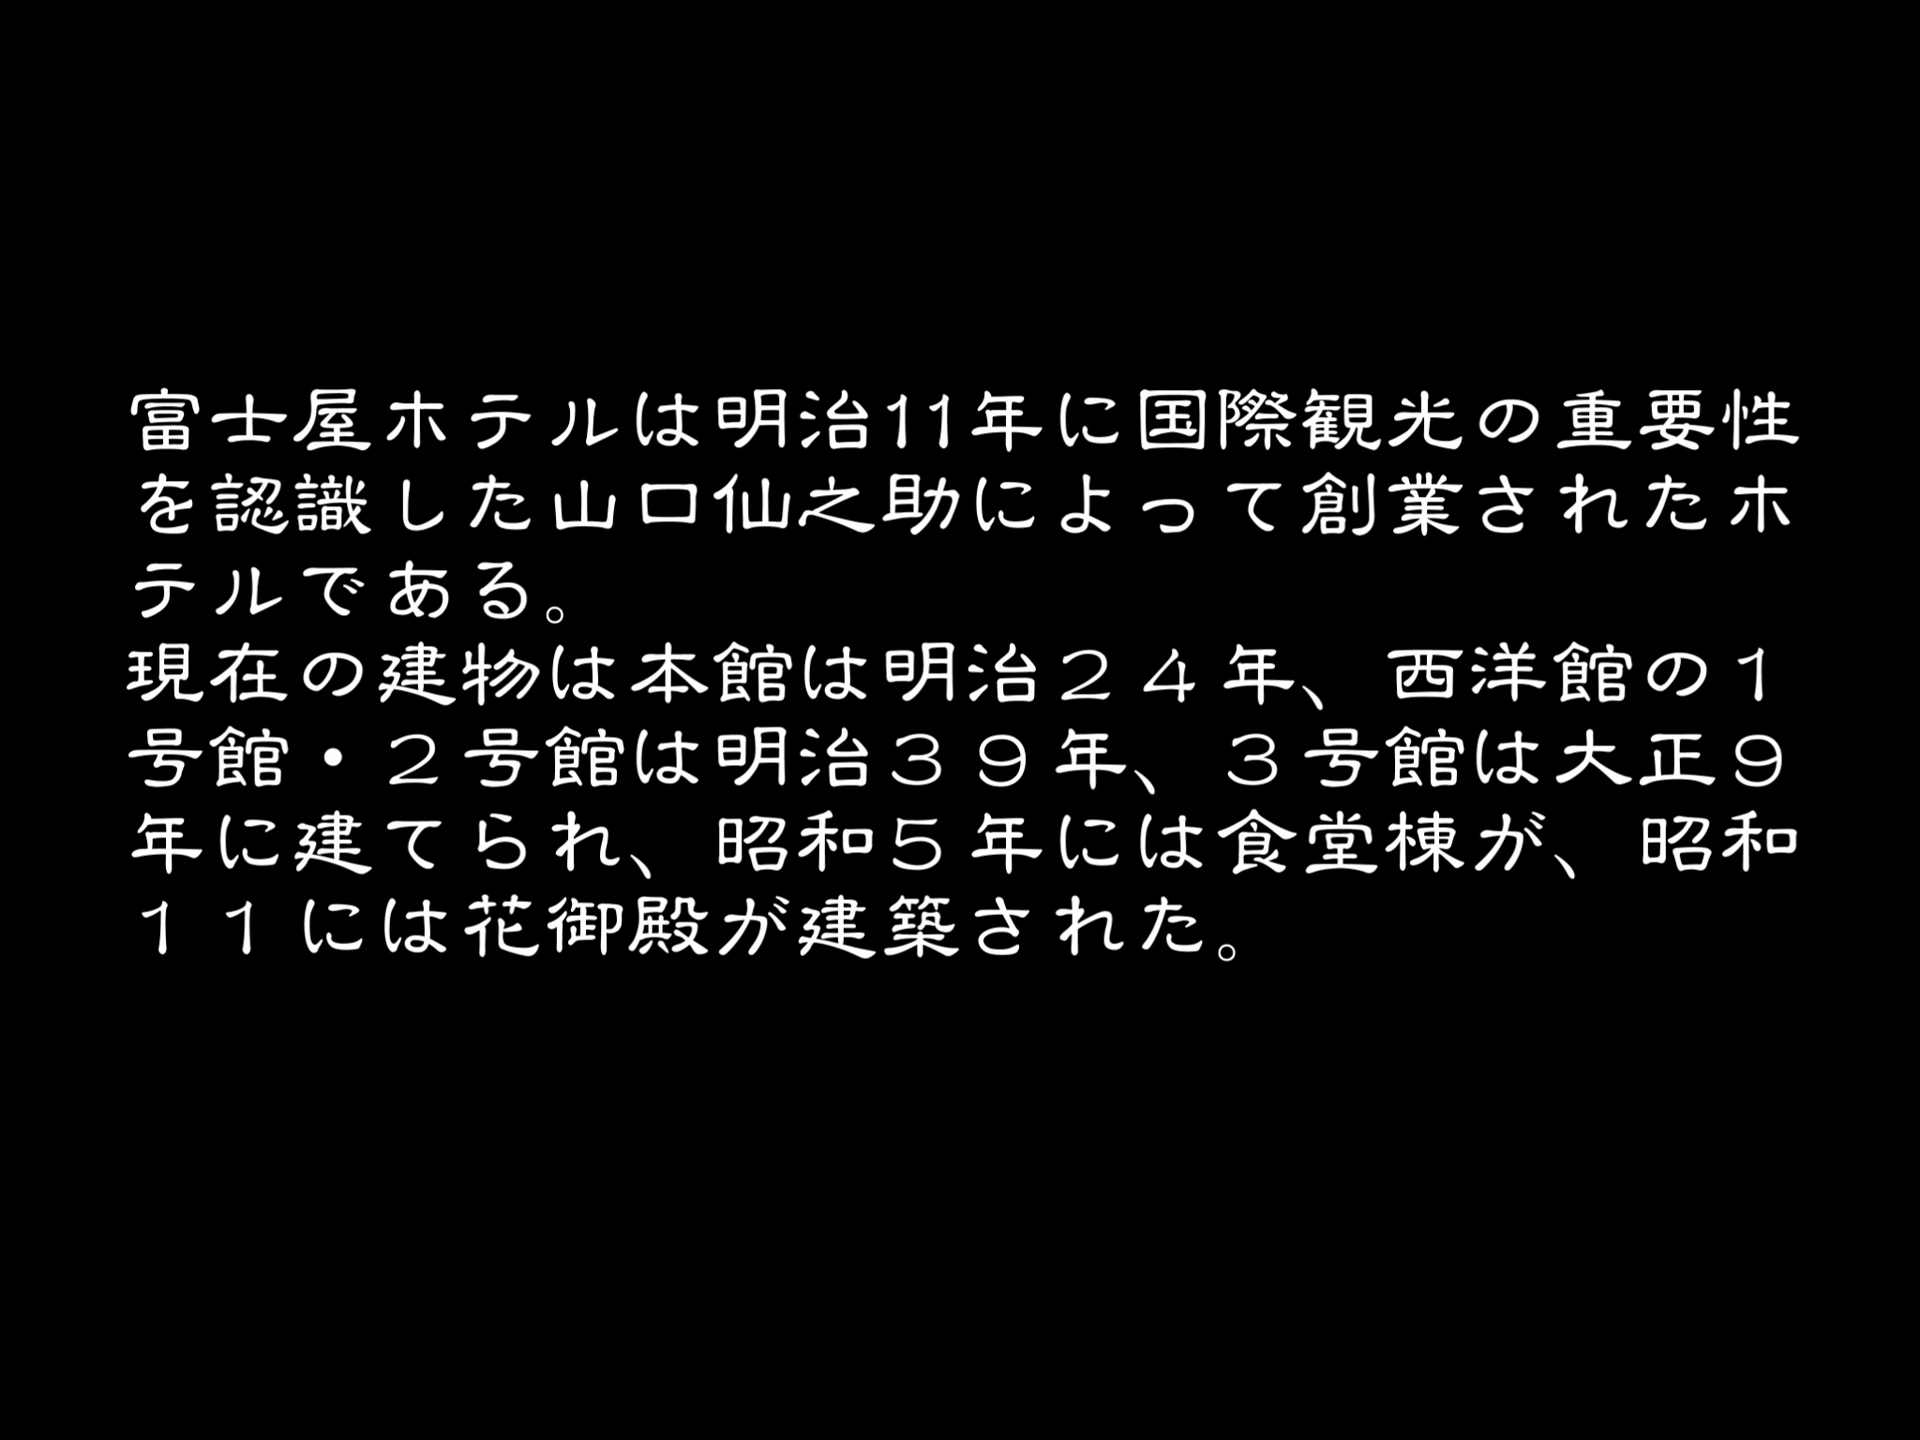 富士屋ホテルは明治11年に国際観光の重要性
を認識した山口仙之助によって創業されたホ
テルである。
現在の建物は本館は明治２４年、西洋館の１
号館・２号館は明治３９年、３号館は大正９
年に建てられ、昭和５年には食堂棟が、昭和
１１には花御殿が建築された。